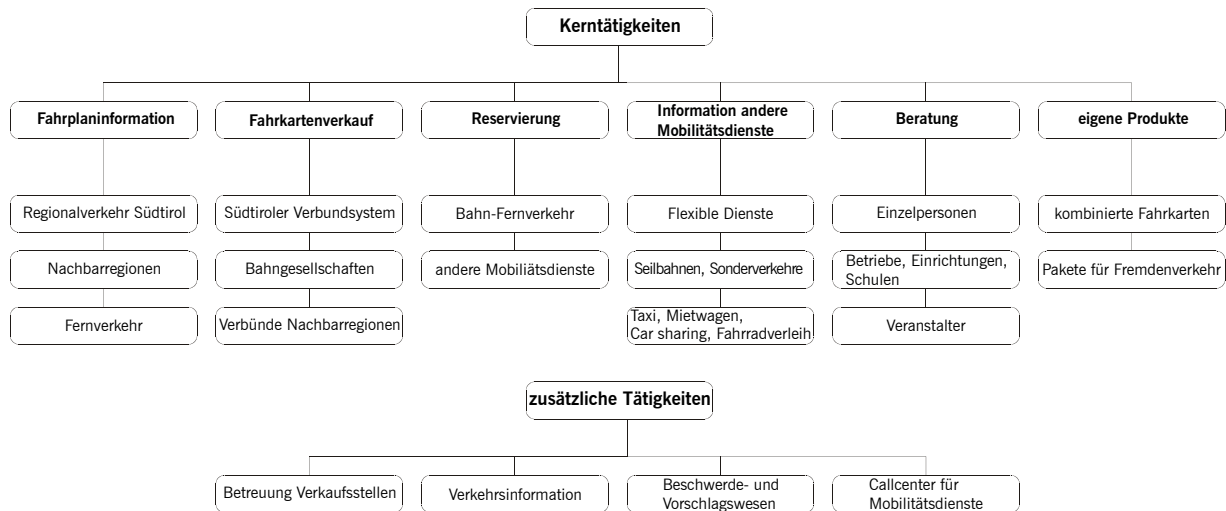 Kerntätigkeiten
Fahrplaninformation
Fahrkartenverkauf
Reservierung
Information andere
Mobilitätsdienste
Beratung
eigene Produkte
Regionalverkehr Südtirol
Südtiroler Verbundsystem
Bahn-Fernverkehr
Flexible Dienste
Einzelpersonen
kombinierte Fahrkarten
Nachbarregionen
Bahngesellschaften
andere Mobiliätsdienste
Seilbahnen, Sonderverkehre
Betriebe, Einrichtungen,
Schulen
Pakete für Fremdenverkehr
Fernverkehr
Verbünde Nachbarregionen
Taxi, Mietwagen,
Car sharing, Fahrradverleih
Veranstalter
zusätzliche Tätigkeiten
Betreuung Verkaufsstellen
Verkehrsinformation
Beschwerde- und
Vorschlagswesen
Callcenter für
Mobilitätsdienste